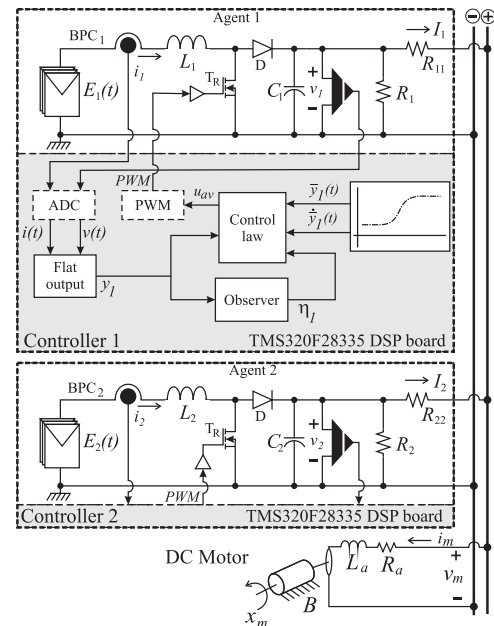 Agent 1
BPC1
i1
L1
TR
D
C1
+
v1
−
R1
R11
I1
− +
E1(t)
PWM
ADC
PWM
uav
Control law
ȳ1(t)
ẏ̄1(t)
i(t)
v(t)
Flat output
y1
Observer
η1
Controller 1
TMS320F28335 DSP board
Agent 2
BPC2
i2
L2
TR
D
C2
+
v2
−
R2
R22
I2
E2(t)
PWM
Controller 2
TMS320F28335 DSP board
DC Motor
im
La
Ra
+
vm
−
B
xm